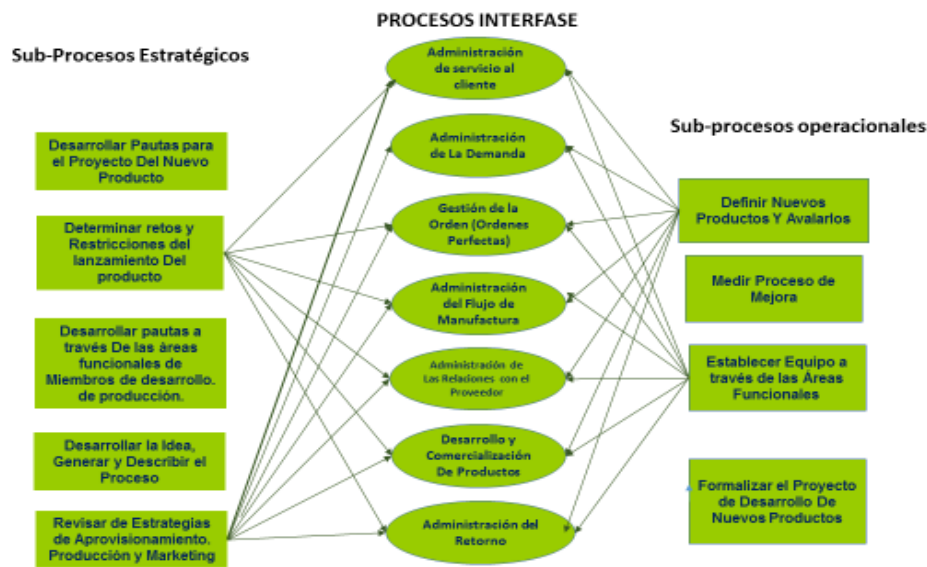 PROCESOS INTERFASE
Sub-Procesos Estratégicos
Desarrollar Pautas para
el Proyecto Del Nuevo
Producto
Determinar retos y
Restricciones del
lanzamiento Del
producto
Desarrollar pautas a
través De las àreas
funcionales de
Miembros de desarrollo.
de producción.
Desarrollar la Idea,
Generar y Describir el
Proceso
Revisar de Estrategias
de Aprovisionamiento.
Producción y Marketing
Administración
de servicio al
cliente
Administración
de La Demanda
Gestión de la
Orden (Ordenes
Perfectas)
Administración
del Flujo de
Manufactura
Administración de
Las Relaciones con el
Proveedor
Desarrollo y
Comercialización
De Productos
Administración del
Retorno
Sub-procesos operacionales
Definir Nuevos
Productos Y Avalarlos
Medir Proceso de
Mejora
Establecer Equipo a
través de las Àreas
Funcionales
Formalizar el Proyecto
de Desarrollo De
Nuevos Productos